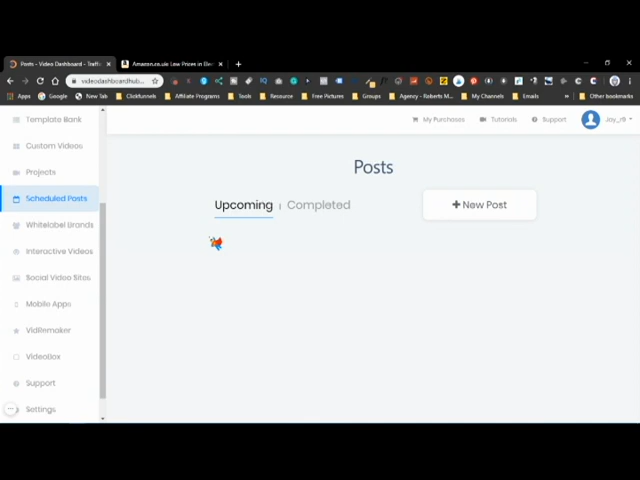 Posts - Video Dashboard - Traff
Amazon.co.uk Low Prices in Ele
videodashboardhub.
Apps
Google
New Tab
Clickfunnels
Affiliate Programs
Tools
Resource
Free Pictures
Groups
Agency - Roberts M...
My Channels
Emails
Other bookmarks
Template Bank
My Purchases
Tutorials
Support
Jay_r9
Custom Videos
Projects
Posts
Scheduled Posts
Upcoming | Completed
+ New Post
Whitelabel Brands
Interactive Videos
Social Video Sites
Mobile Apps
VidRemaker
VideoBox
Support
Settings